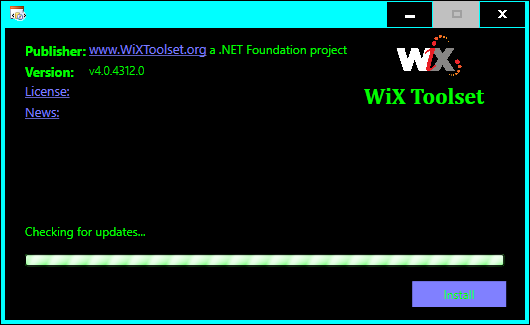 Publisher: www.WiXToolset.org a .NET Foundation project
Version: v4.0.4312.0
License:
News:
WiX
WiX Toolset
Checking for updates...
Install